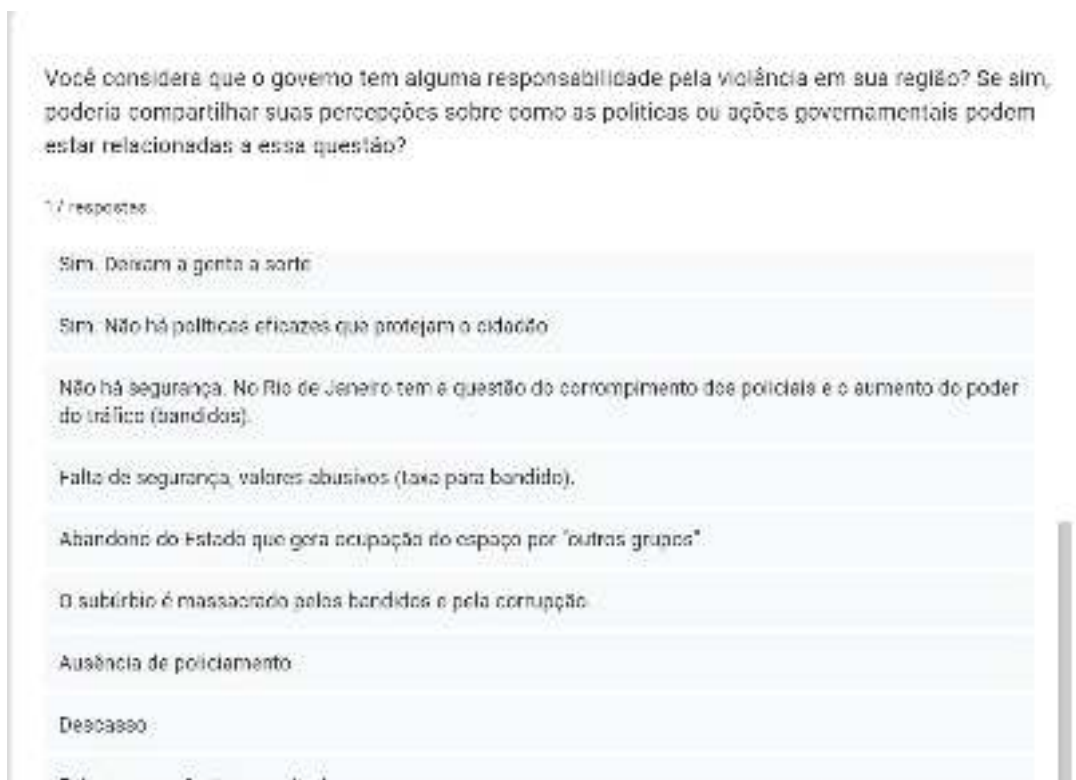 Você considera que o governo tem alguma responsabilidade pela violência em sua região? Se sim,
poderia compartilhar suas percepções sobre como as políticas ou ações governamentais podem
estar relacionadas a essa questão?
17 respostas
Sim. Deixam a gente a sorte
Sim. Não há políticas eficazes que protejam o cidadão
Não há segurança. No Rio de Janeiro tem a questão do corrompimento dos policiais e o aumento do poder
do tráfico (bandidos).
Falta de segurança, valores abusivos (taxa para bandido).
Abandono do Estado que gera ocupação do espaço por "outros grupos"
O subúrbio é massacrado pelos bandidos e pela corrupção
Ausência de policiamento
Descasso